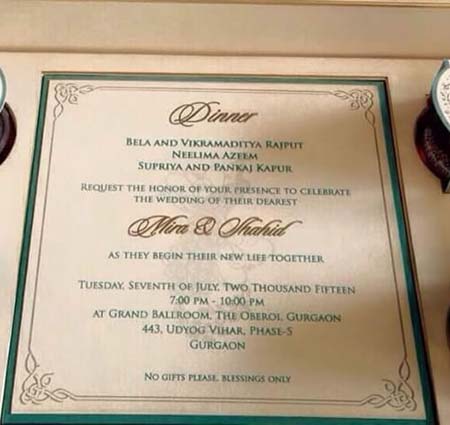 Dinner
BELA AND VIKRAMADITYA RAJPUT
NEELIMA AZEEM
SUPRIYA AND PANKAJ KAPUR
REQUEST THE HONOR OF YOUR PRESENCE TO CELEBRATE
THE WEDDING OF THEIR DEAREST
Mira & Shahid
AS THEY BEGIN THEIR NEW LIFE TOGETHER
TUESDAY, SEVENTH OF JULY, TWO THOUSAND FIFTEEN
7:00 PM - 10:00 PM
AT GRAND BALLROOM, THE OBEROI, GURGAON
443, UDYOG VIHAR, PHASE-5
GURGAON
NO GIFTS PLEASE, BLESSINGS ONLY